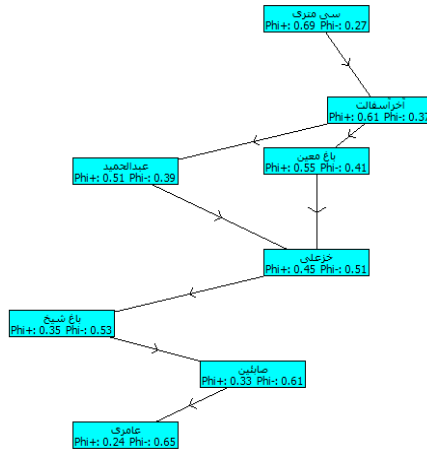 سی متری
Phi+: 0.69 Phi-: 0.27
آخرآسفالت
Phi+: 0.61 Phi-: 0.37
باغ معین
Phi+: 0.55 Phi-: 0.41
عبدالحمید
Phi+: 0.51 Phi-: 0.39
خزعلی
Phi+: 0.45 Phi-: 0.51
باغ شیخ
Phi+: 0.35 Phi-: 0.53
صابئین
Phi+: 0.33 Phi-: 0.61
عامری
Phi+: 0.24 Phi-: 0.65